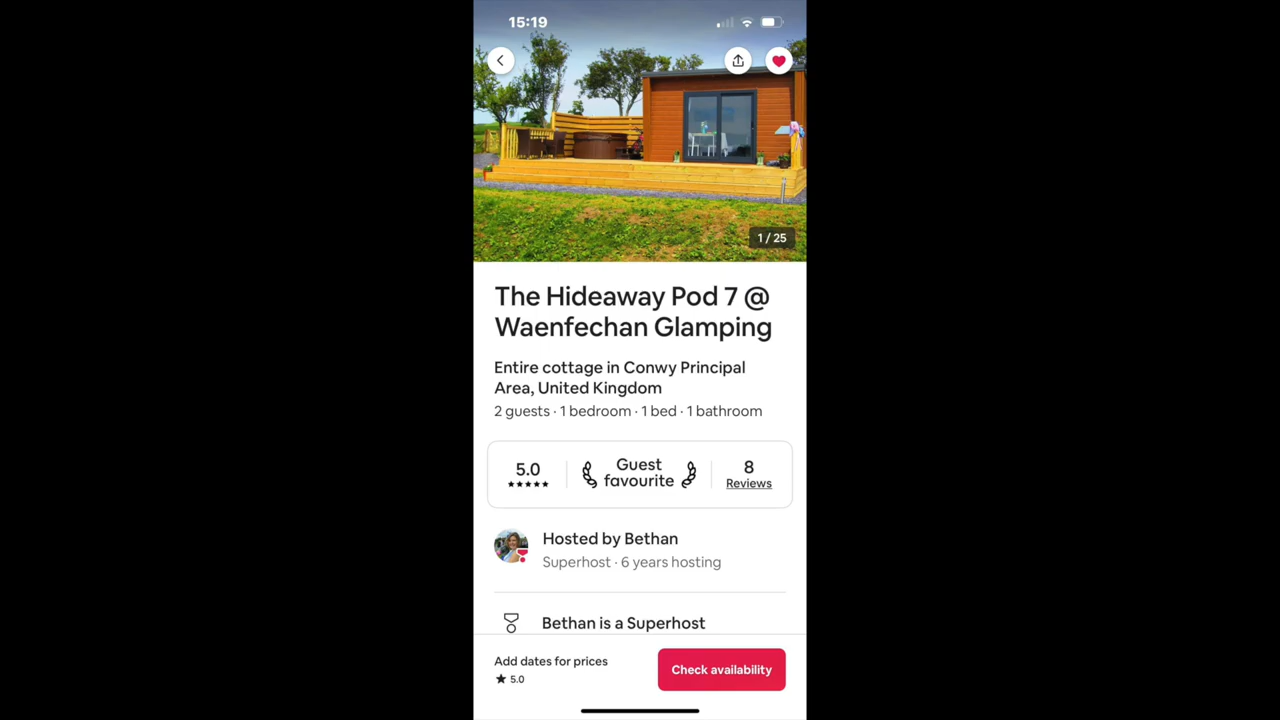 15:19
1 / 25
The Hideaway Pod 7 @
Waenfechan Glamping
Entire cottage in Conwy Principal
Area, United Kingdom
2 guests · 1 bedroom · 1 bed · 1 bathroom
5.0
Guest
favourite
8
Reviews
Hosted by Bethan
Superhost · 6 years hosting
Bethan is a Superhost
Add dates for prices
5.0
Check availability